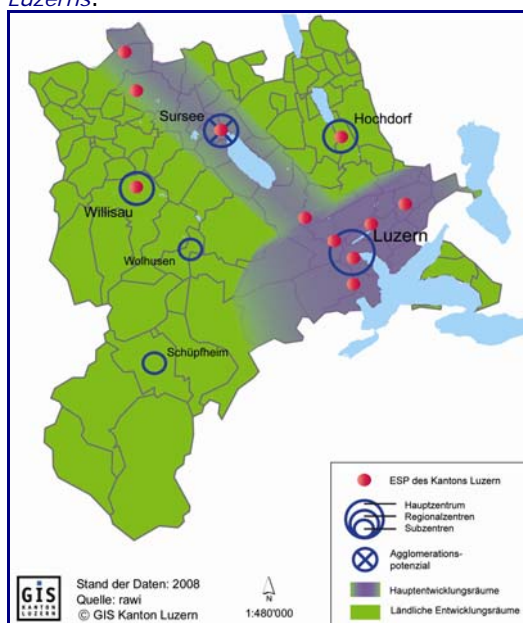 Luzerns.
Sursee
Hochdorf
Willisau
Wolhusen
Luzern
Schüpfheim
ESP des Kantons Luzern
Hauptzentrum
Regionalzentren
Subzentren
Agglomerations-
potenzial
Hauptentwicklungsräume
Ländliche Entwicklungsräume
GIS
KANTON
LUZERN
Stand der Daten: 2008
Quelle: rawi
© GIS Kanton Luzern
N
1:480'000